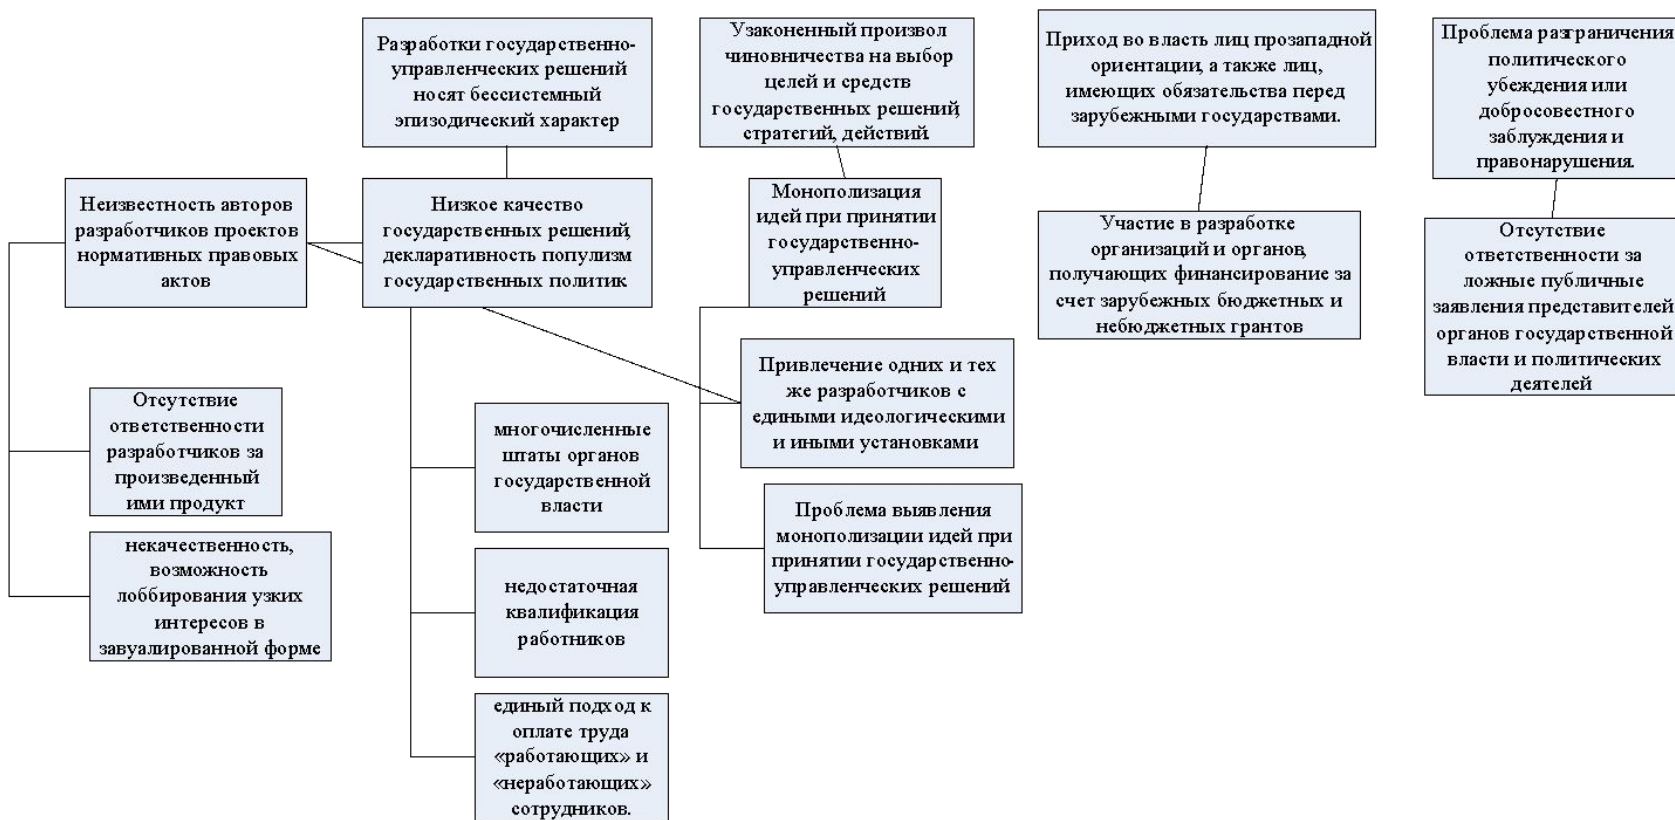 Разработки государственно-
управленческих решений
носят бессистемный
эпизодический характер
Узаконенный произвол
чиновничества на выбор
целей и средств
государственных решений,
стратегий, действий.
Приход во власть лиц прозападной
ориентации, а также лиц,
имеющих обязательства перед
зарубежными государствами.
Проблема разграничения
политического
убеждения или
добросовестного
заблуждения и
правонарушения.
Неизвестность авторов
разработчиков проектов
нормативных правовых
актов
Низкое качество
государственных решений,
декларативность популизм
государственных политик
Монополизация
идей при принятии
государственно-
управленческих
решений
Участие в разработке
организаций и органов,
получающих финансирование за
счет зарубежных бюджетных и
небюджетных грантов
Отсутствие
ответственности за
ложные публичные
заявления представителей
органов государственной
власти и политических
деятелей
Отсутствие
ответственности
разработчиков за
произведенный
ими продукт
многочисленные
штаты органов
государственной
власти
Привлечение одних и тех
же разработчиков с
едиными идеологическими
и иными установками
некачественность,
возможность
лоббирования узких
интересов в
завуалированной форме
недостаточная
квалификация
работников
Проблема выявления
монополизации идей при
принятии государственно-
управленческих решений
единый подход к
оплате труда
«работающих» и
«неработающих»
сотрудников.